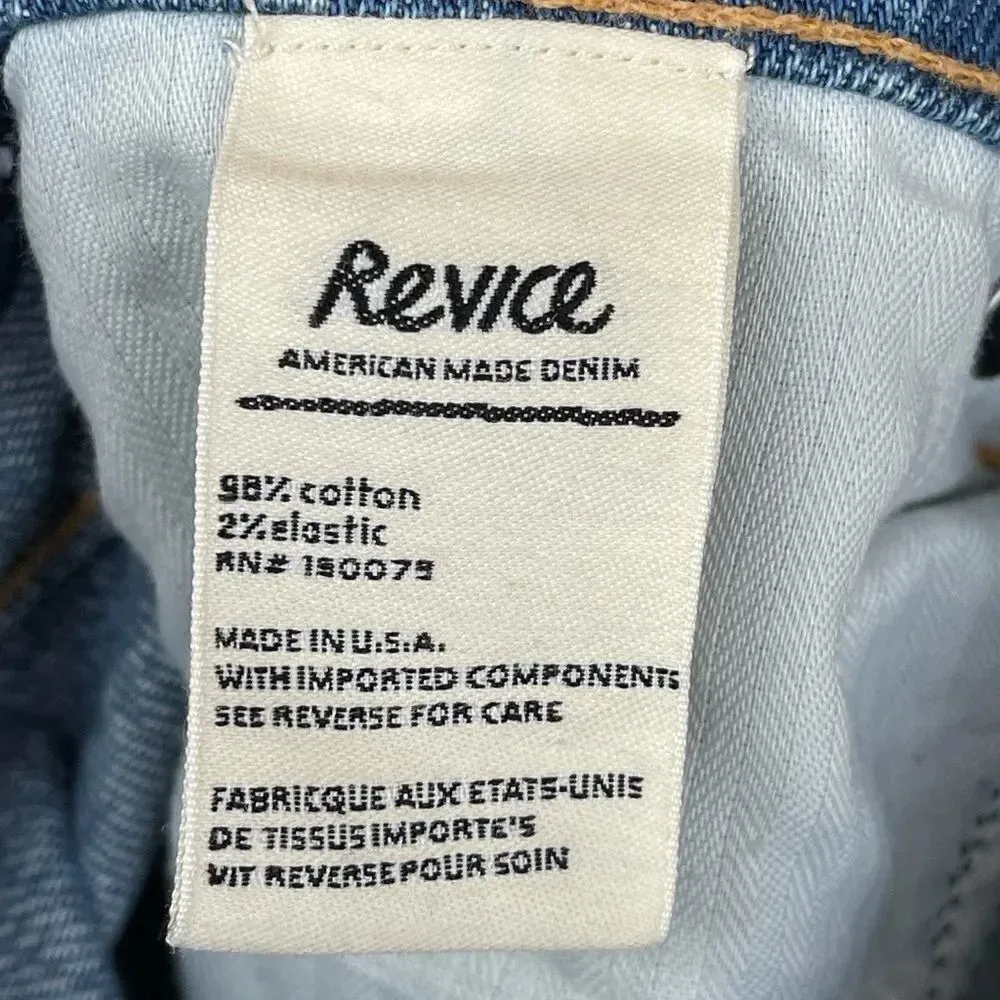 Revice
AMERICAN MADE DENIM
98% cotton
2% elastic
RN# 150079
MADE IN U.S.A.
WITH IMPORTED COMPONENTS
SEE REVERSE FOR CARE
FABRICQUE AUX ETATS-UNIS
DE TISSUS IMPORTE'S
VIT REVERSE POUR SOIN